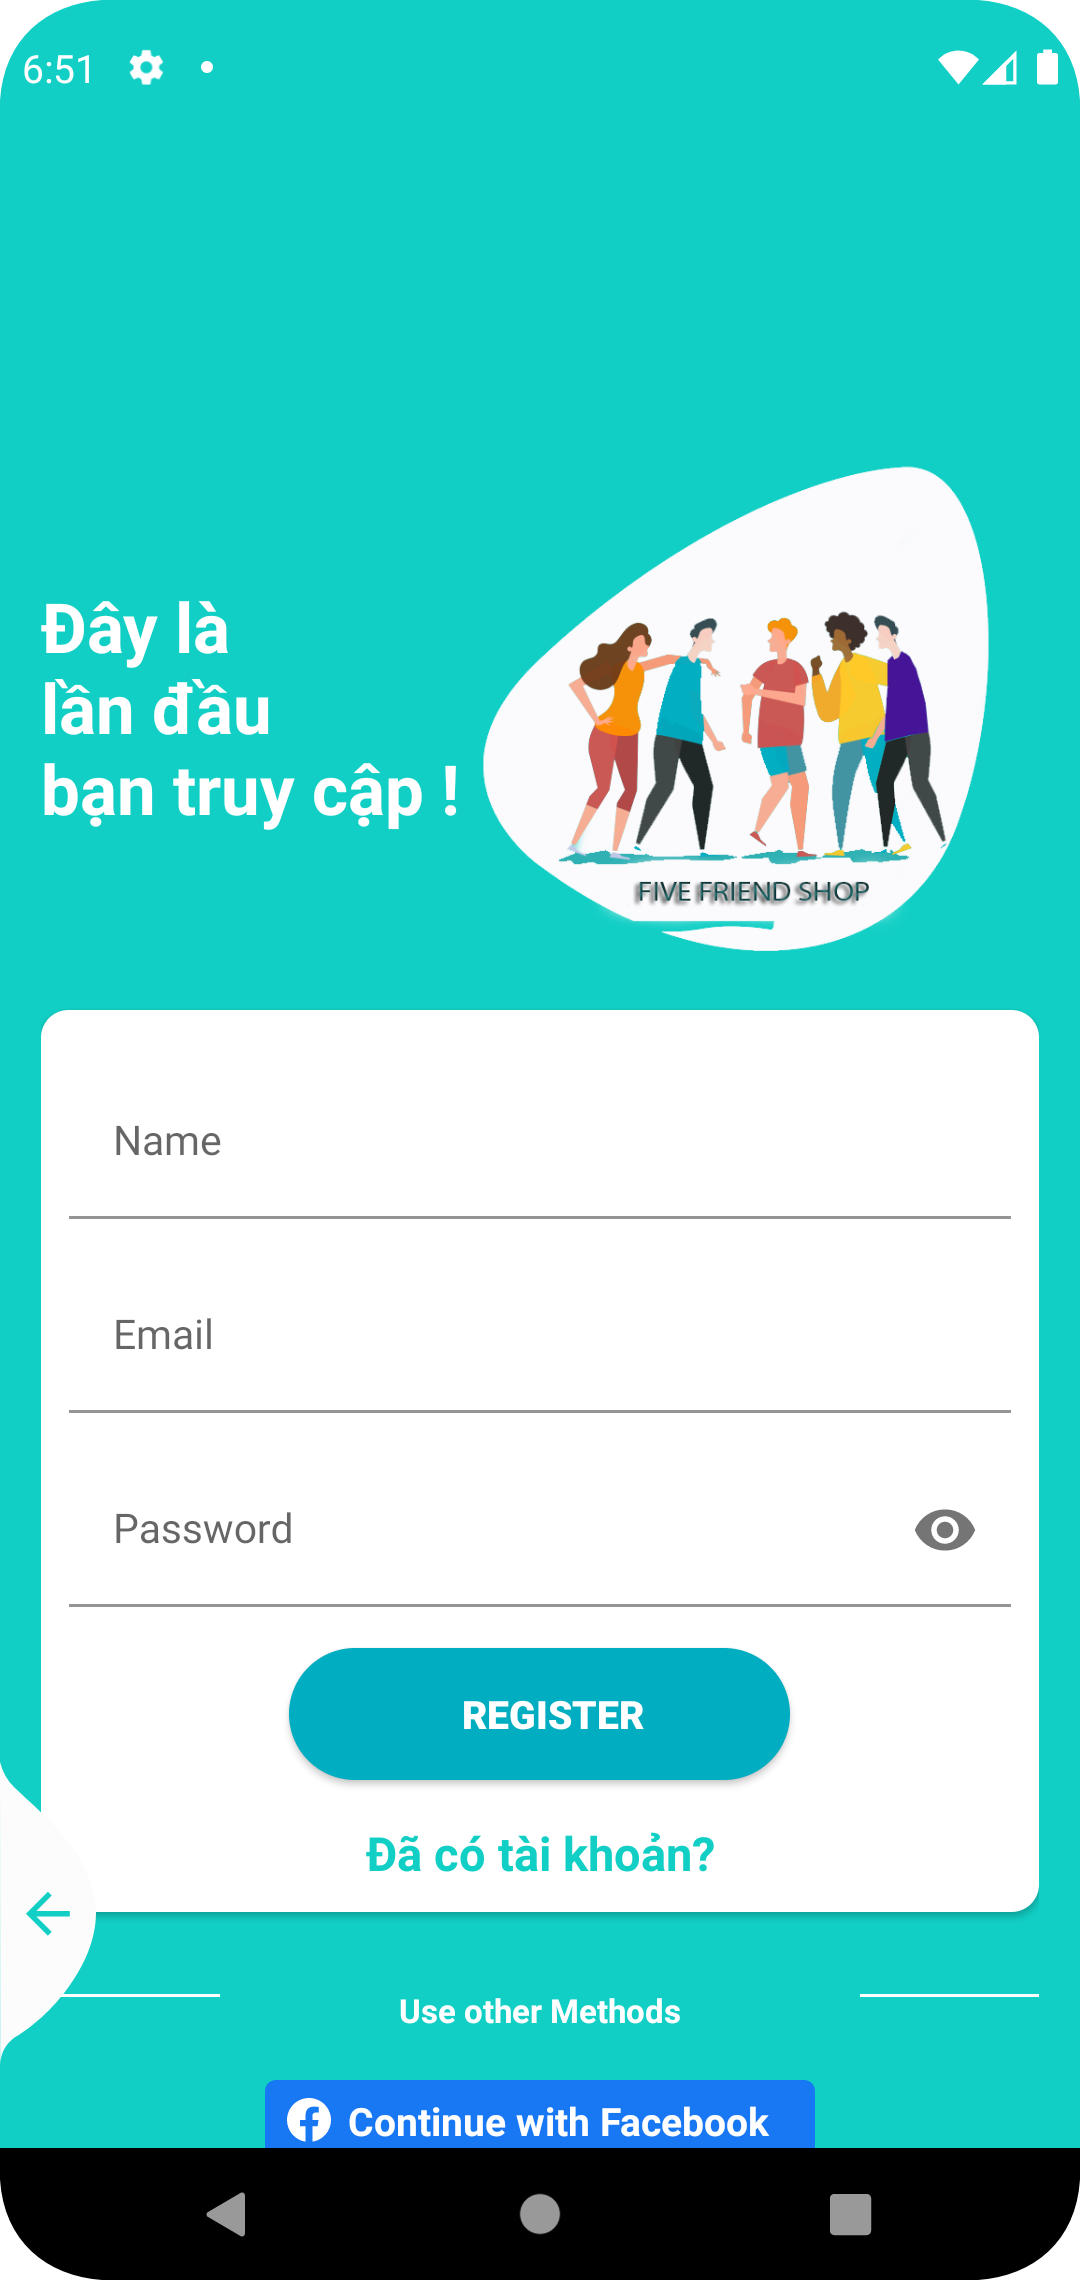 6:51
Đây là
lần đầu
bạn truy cập !
FIVE FRIEND SHOP
Name
Email
Password
REGISTER
Đã có tài khoản?
Use other Methods
Continue with Facebook